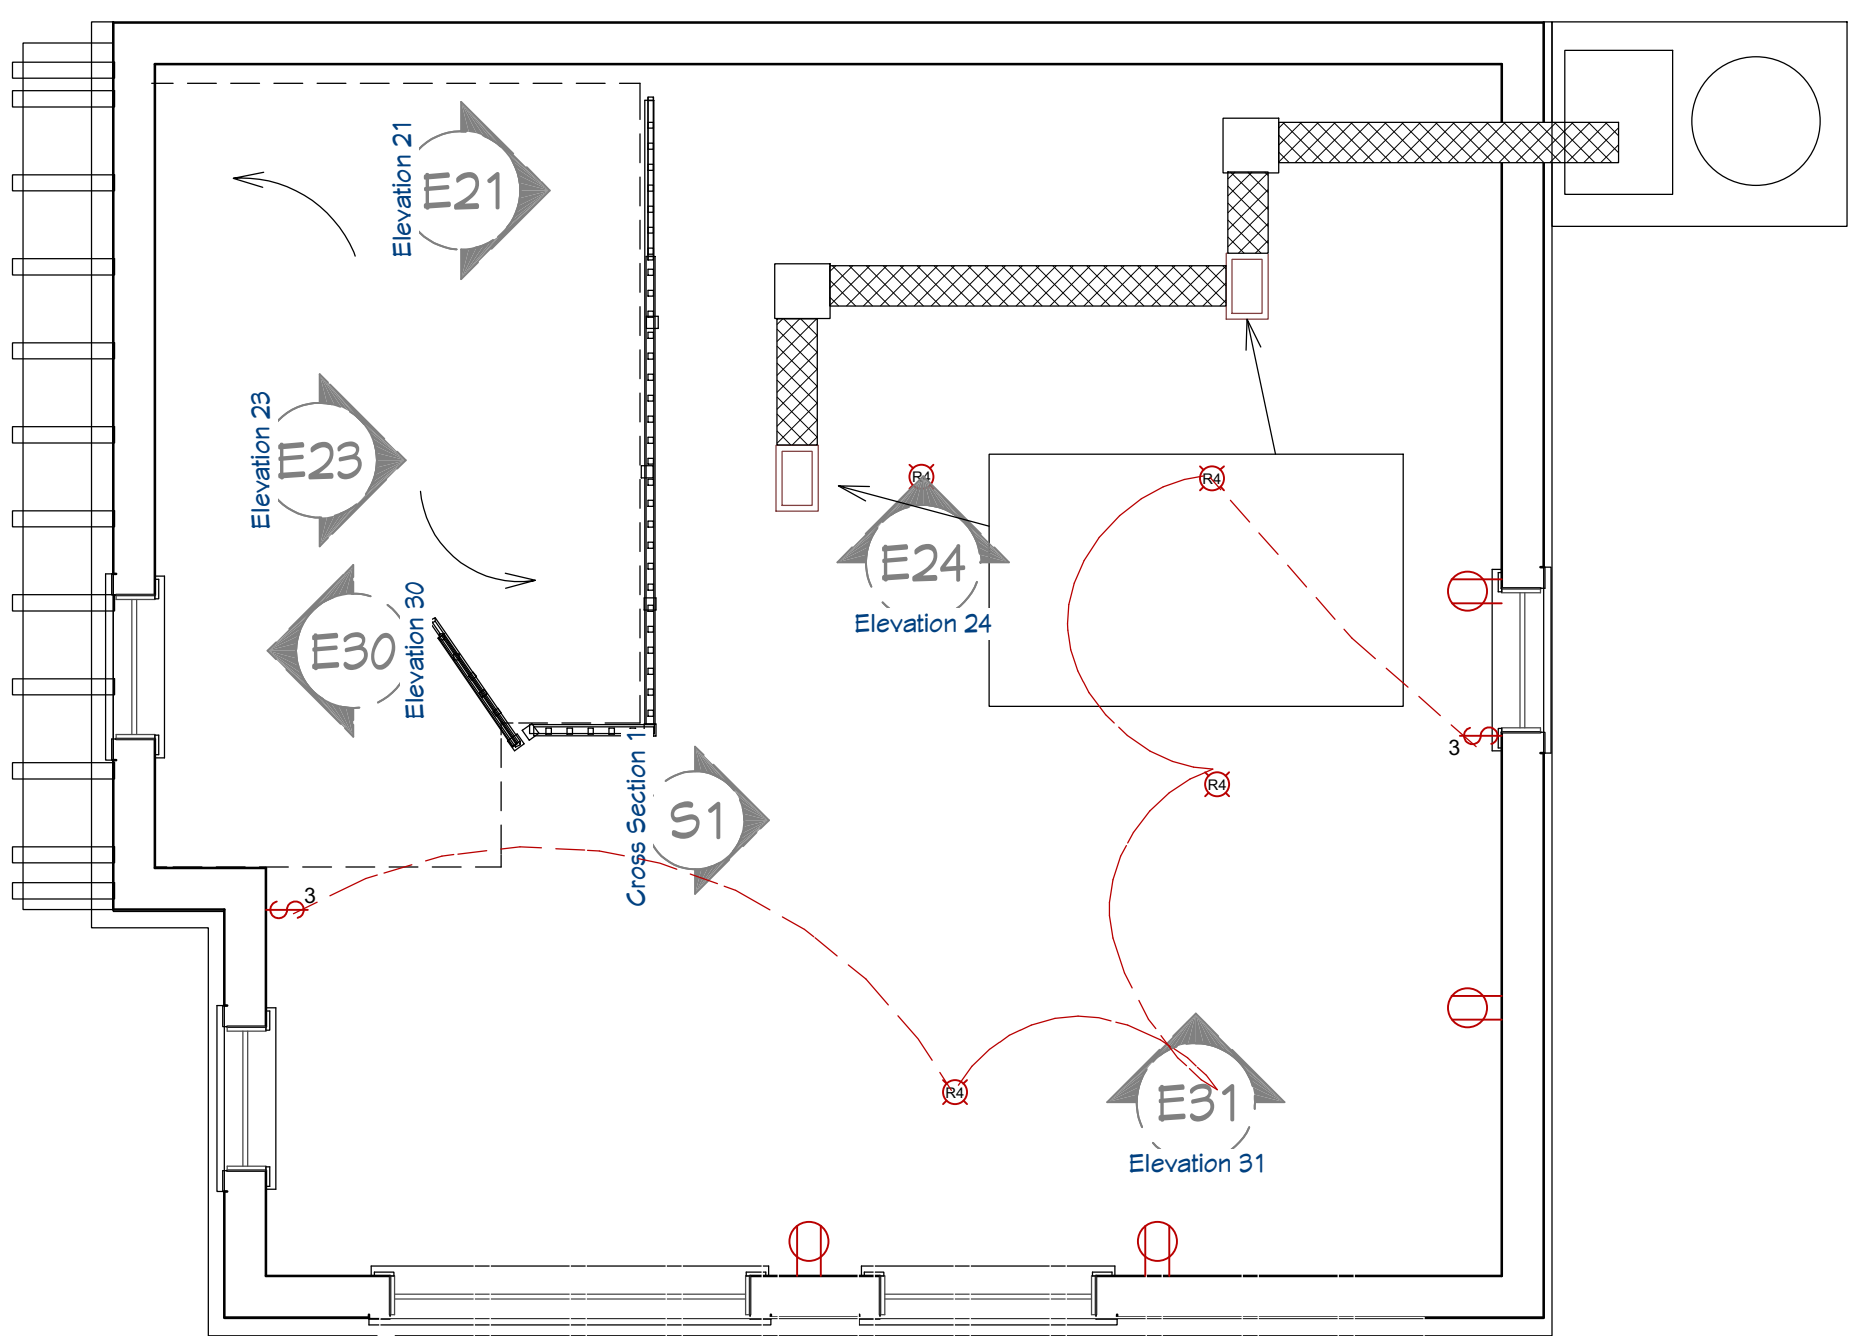 Elevation 21
E21
Elevation 23
E23
R4
R4
E24
Elevation 24
E30
Elevation 30
3
R4
Cross Section 1
S1
3
R4
E31
Elevation 31